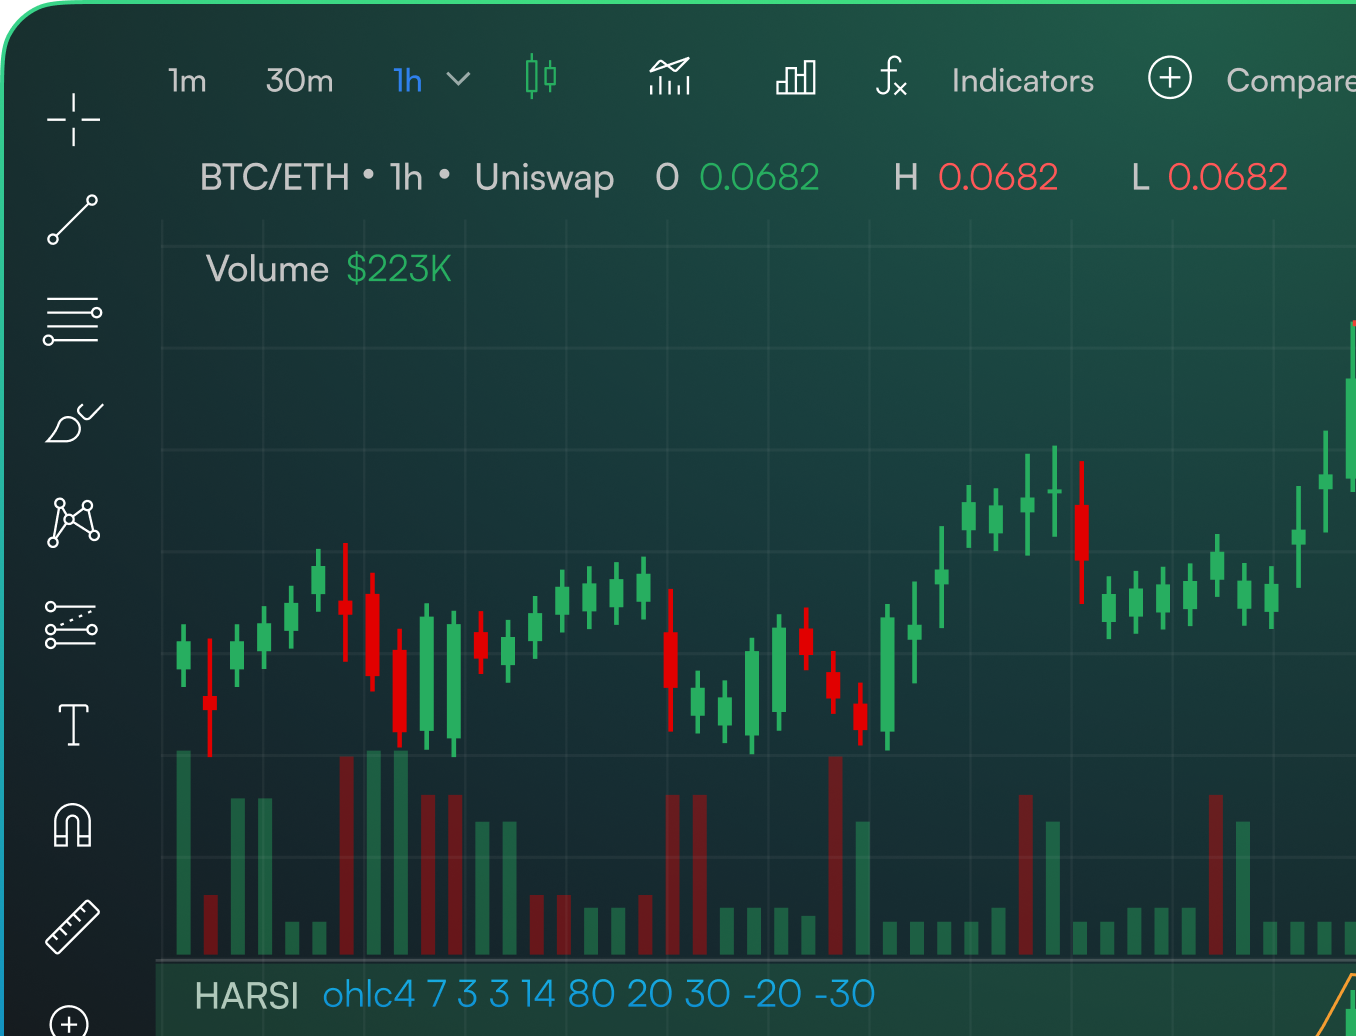 1m 30m 1h Indicators Compare
BTC/ETH • 1h • Uniswap O 0.0682 H 0.0682 L 0.0682
Volume $223K
T
HARSI ohlc4 7 3 3 14 80 20 30 -20 -30